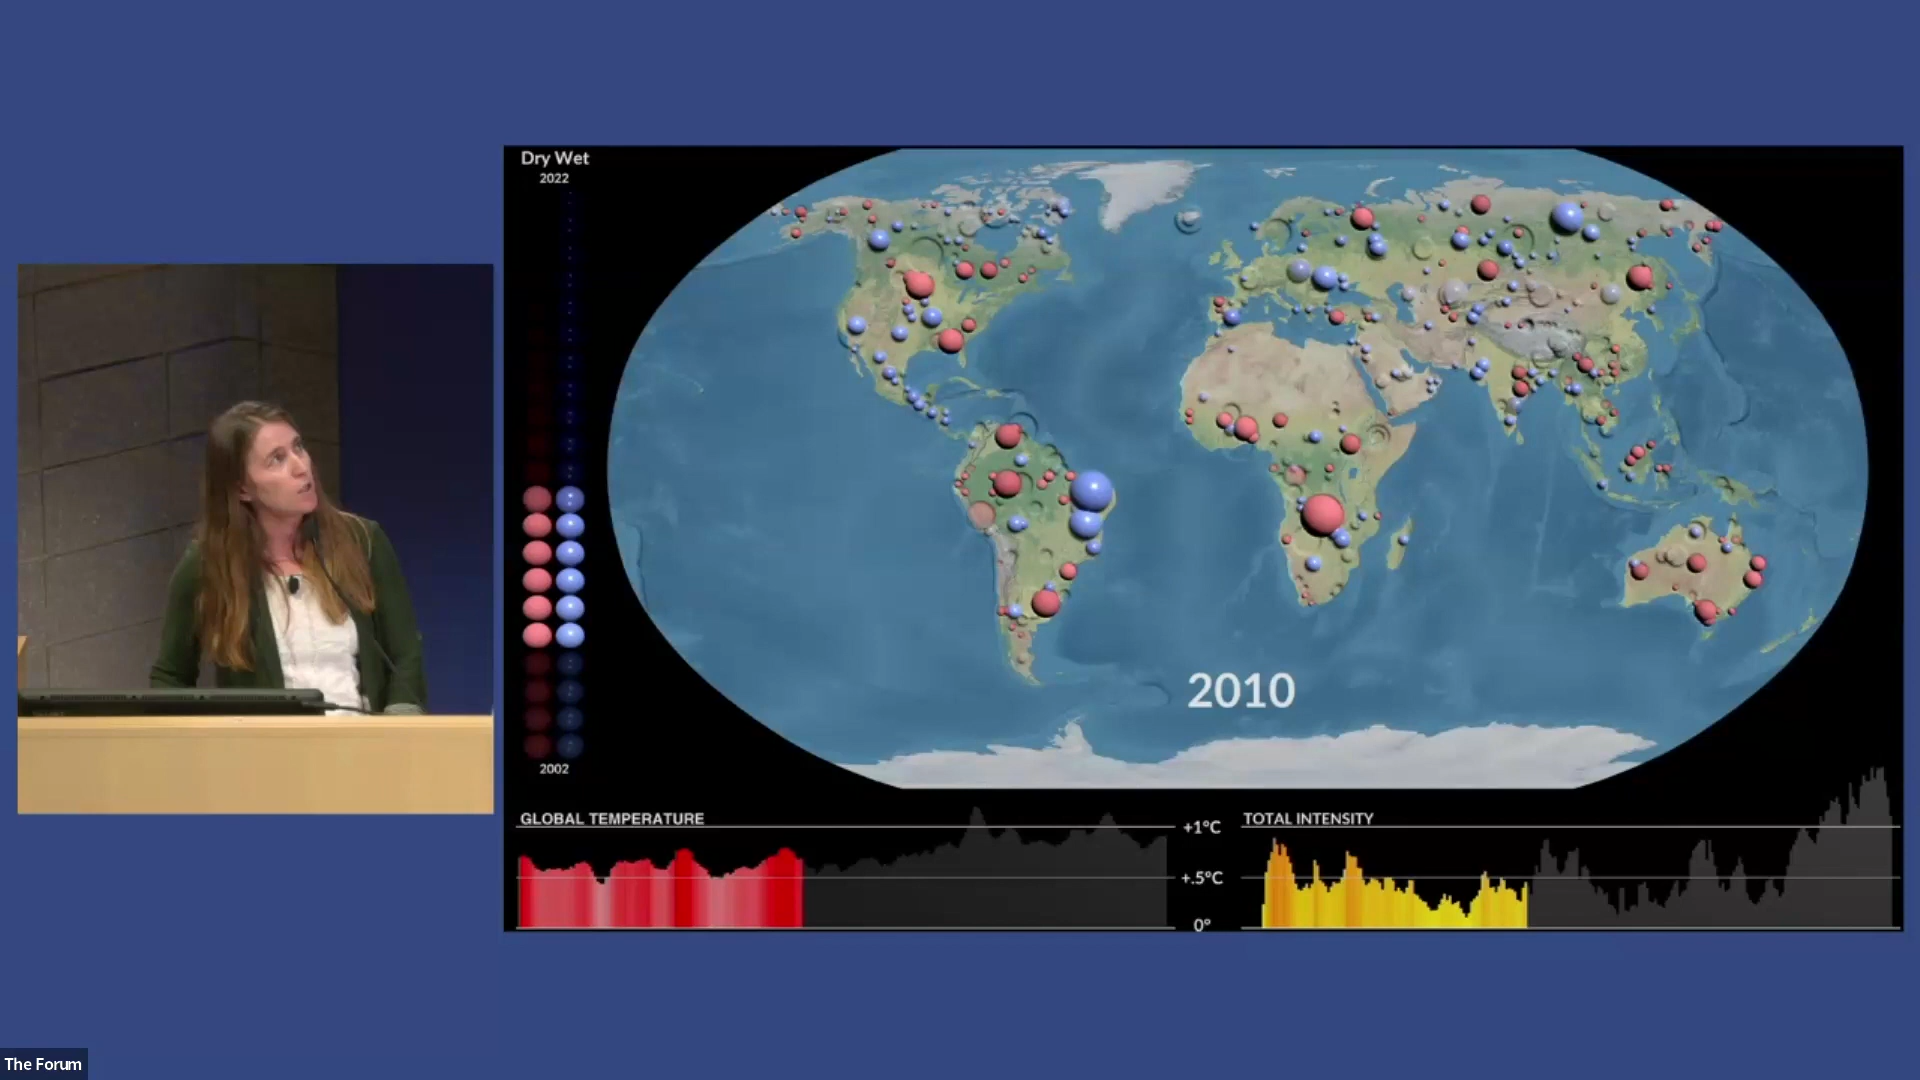 Dry Wet
2022
2002
2010
GLOBAL TEMPERATURE
+1°C
+.5°C
0°
TOTAL INTENSITY
The Forum